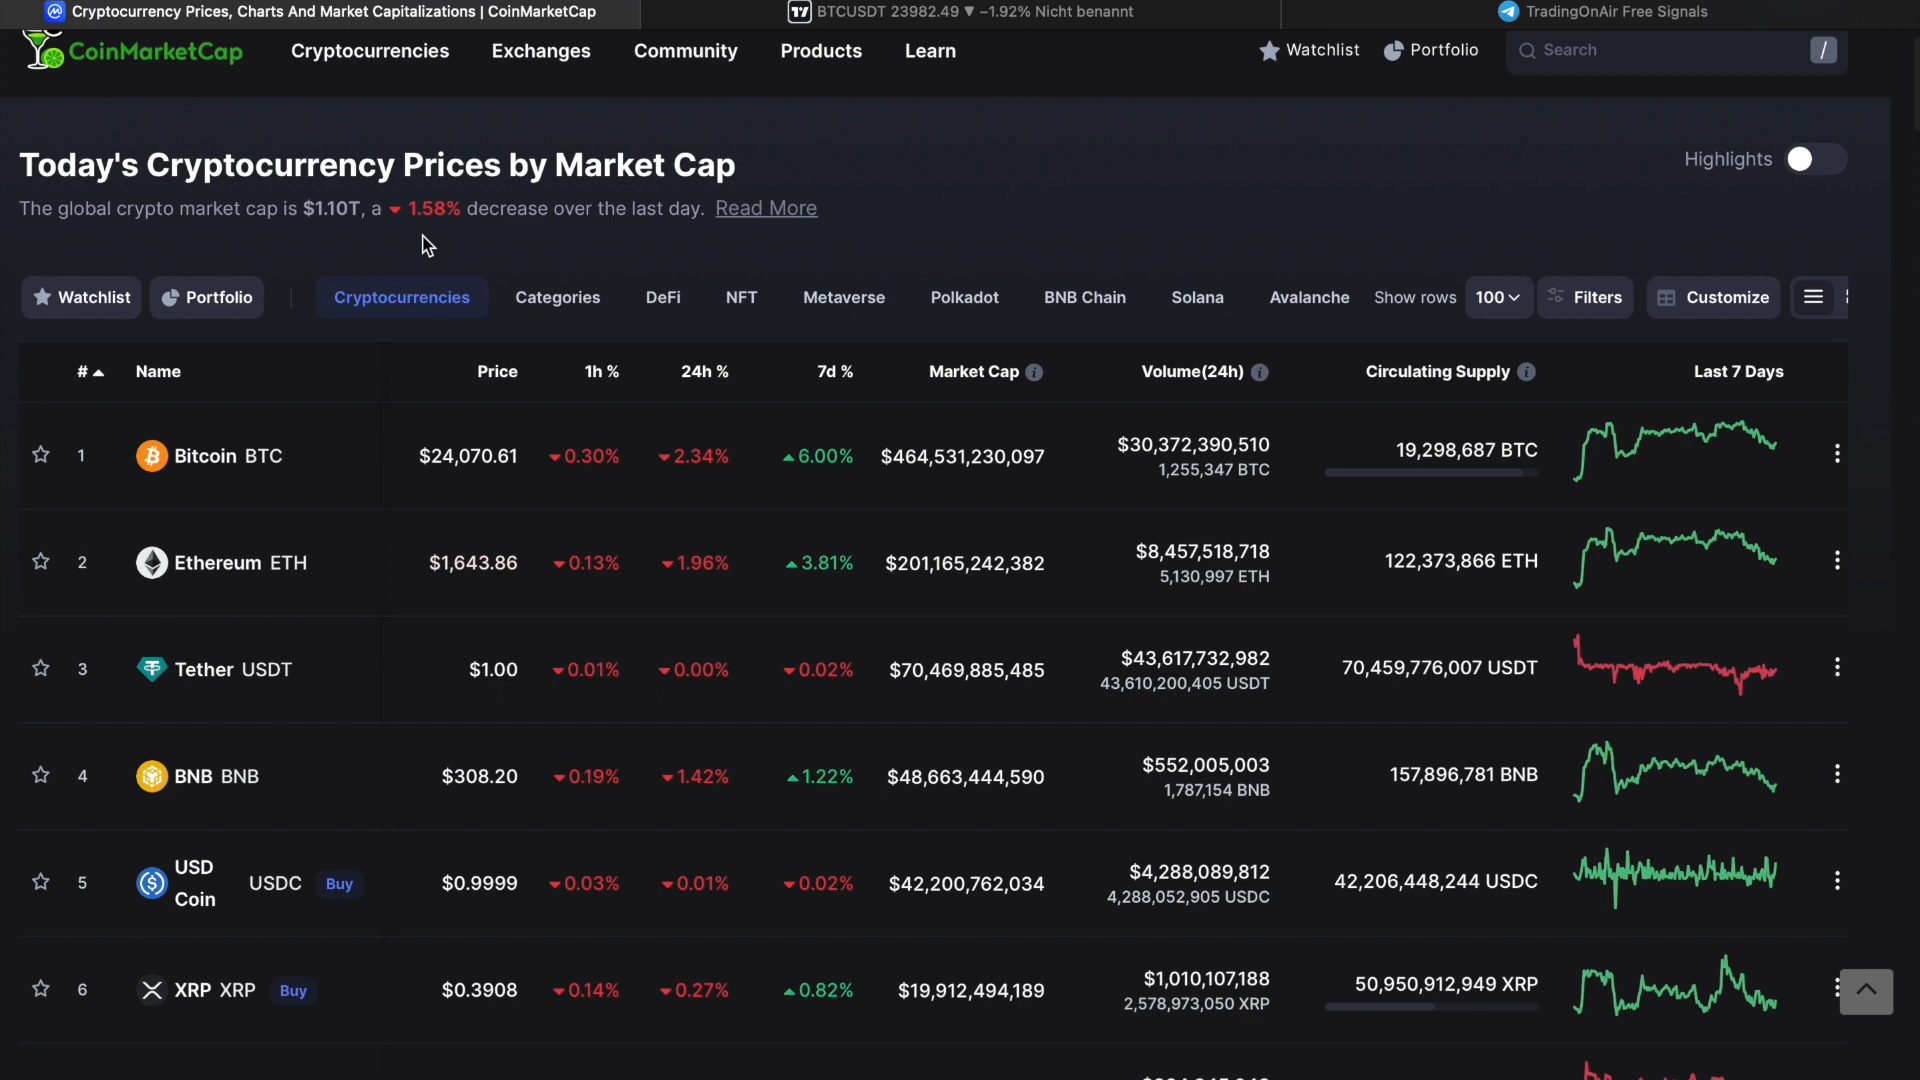 Cryptocurrency Prices, Charts And Market Capitalizations | CoinMarketCap
BTCUSDT 23982.49 ▼ −1.92% Nicht benannt
TradingOnAir Free Signals
CoinMarketCap
Cryptocurrencies
Exchanges
Community
Products
Learn
Watchlist
Portfolio
Search
/
Today's Cryptocurrency Prices by Market Cap
Highlights
The global crypto market cap is $1.10T, a ▼ 1.58% decrease over the last day. Read More
Watchlist
Portfolio
Cryptocurrencies
Categories
DeFi
NFT
Metaverse
Polkadot
BNB Chain
Solana
Avalanche
Show rows
100
Filters
Customize
# ▲ Name Price 1h % 24h % 7d % Market Cap Volume(24h) Circulating Supply Last 7 Days
1 Bitcoin BTC $24,070.61 ▼0.30% ▼2.34% ▲6.00% $464,531,230,097 $30,372,390,510 19,298,687 BTC
1,255,347 BTC
2 Ethereum ETH $1,643.86 ▼0.13% ▼1.96% ▲3.81% $201,165,242,382 $8,457,518,718 122,373,866 ETH
5,130,997 ETH
3 Tether USDT $1.00 ▼0.01% ▼0.00% ▼0.02% $70,469,885,485 $43,617,732,982 70,459,776,007 USDT
43,610,200,405 USDT
4 BNB BNB $308.20 ▼0.19% ▼1.42% ▲1.22% $48,663,444,590 $552,005,003 157,896,781 BNB
1,787,154 BNB
5 USD Coin USDC Buy $0.9999 ▼0.03% ▼0.01% ▼0.02% $42,200,762,034 $4,288,089,812 42,206,448,244 USDC
4,288,052,905 USDC
6 XRP XRP Buy $0.3908 ▼0.14% ▼0.27% ▲0.82% $19,912,494,189 $1,010,107,188 50,950,912,949 XRP
2,578,973,050 XRP